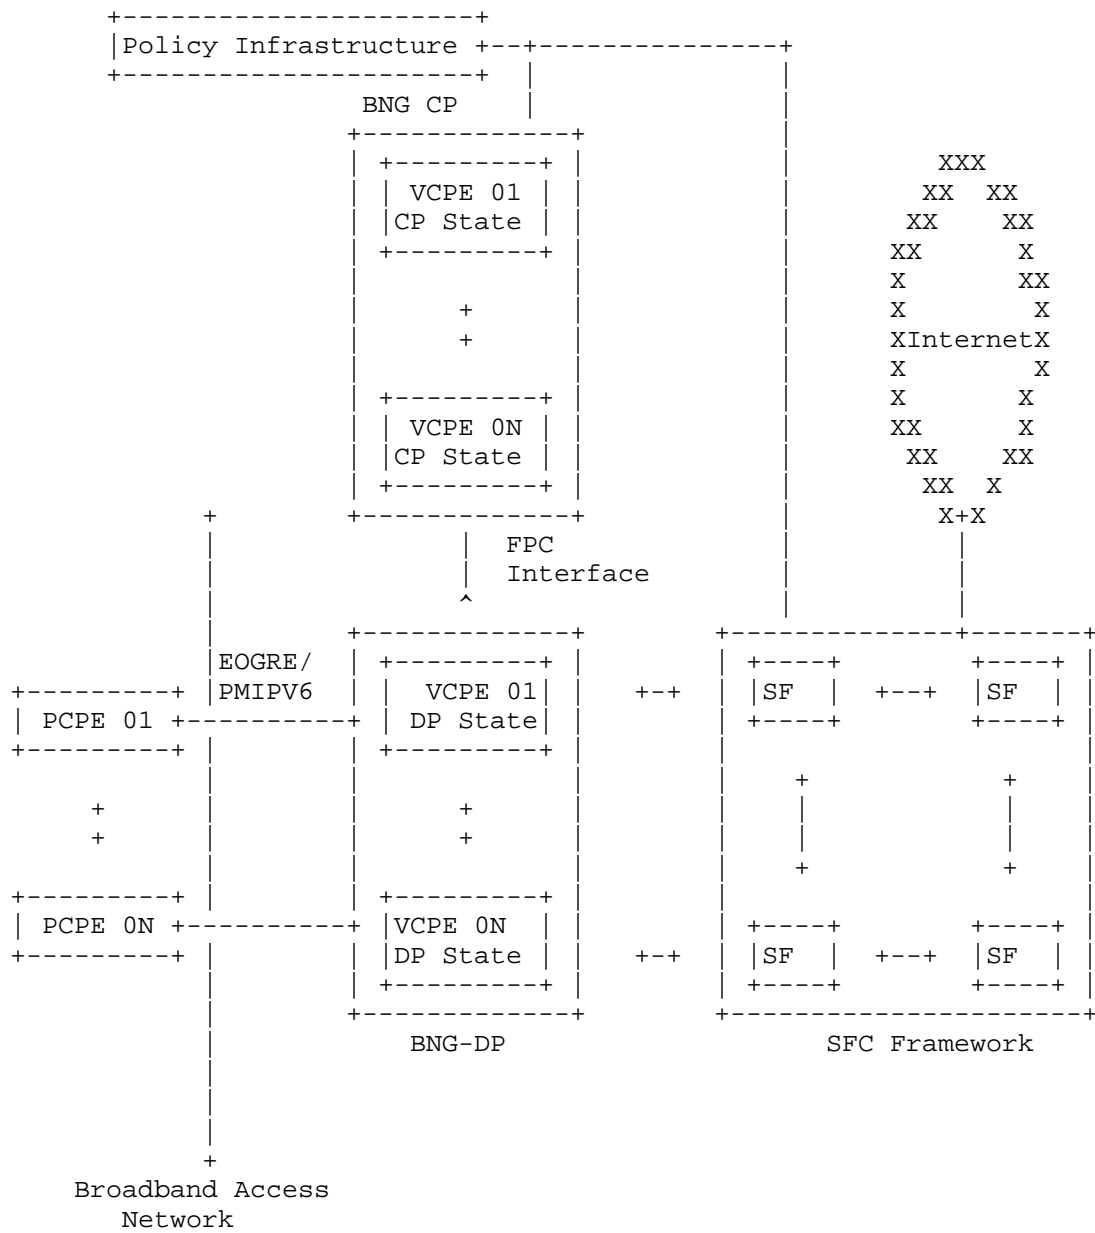 Policy Infrastructure
BNG CP
VCPE 01
CP State
VCPE 0N
CP State
Internet
FPC
Interface
EOGRE/
PMIPV6
PCPE 01
VCPE 01
DP State
SF
SF
PCPE 0N
VCPE 0N
DP State
SF
SF
BNG-DP
SFC Framework
Broadband Access
Network